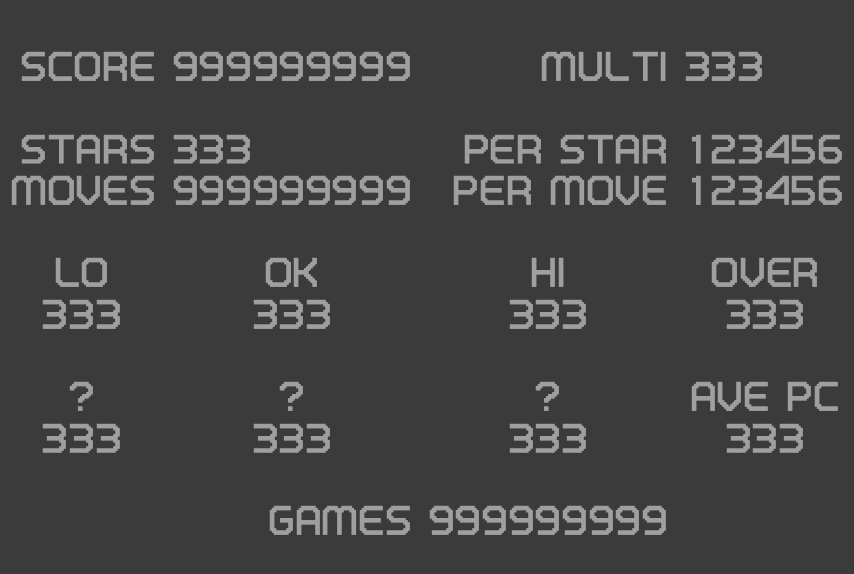 SCORE 999999999 MULTI 333
STARS 333 PER STAR 123456
MOVES 999999999 PER MOVE 123456
LO OK HI OVER
333 333 333 333
? ? ? AVE PC
333 333 333 333
GAMES 999999999